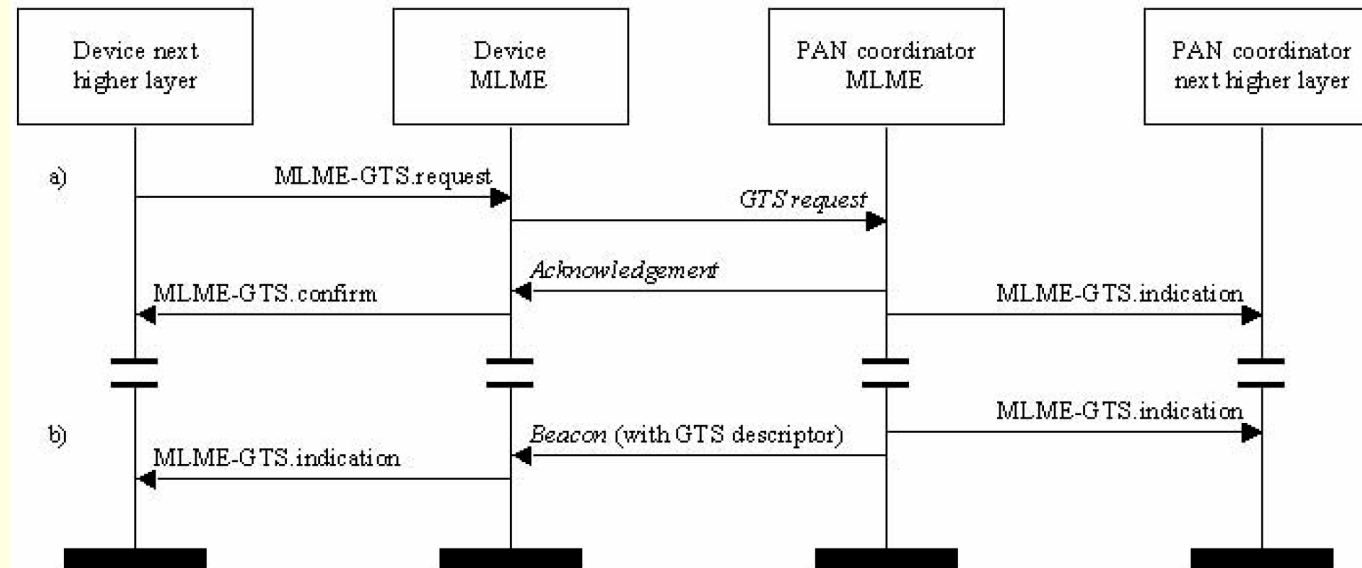 Device next
higher layer
Device
MLME
PAN coordinator
MLME
PAN coordinator
next higher layer
a)
MLME-GTS.request
GTS request
Acknowledgement
MLME-GTS.confirm
MLME-GTS.indication
MLME-GTS.indication
b)
Beacon (with GTS descriptor)
MLME-GTS.indication